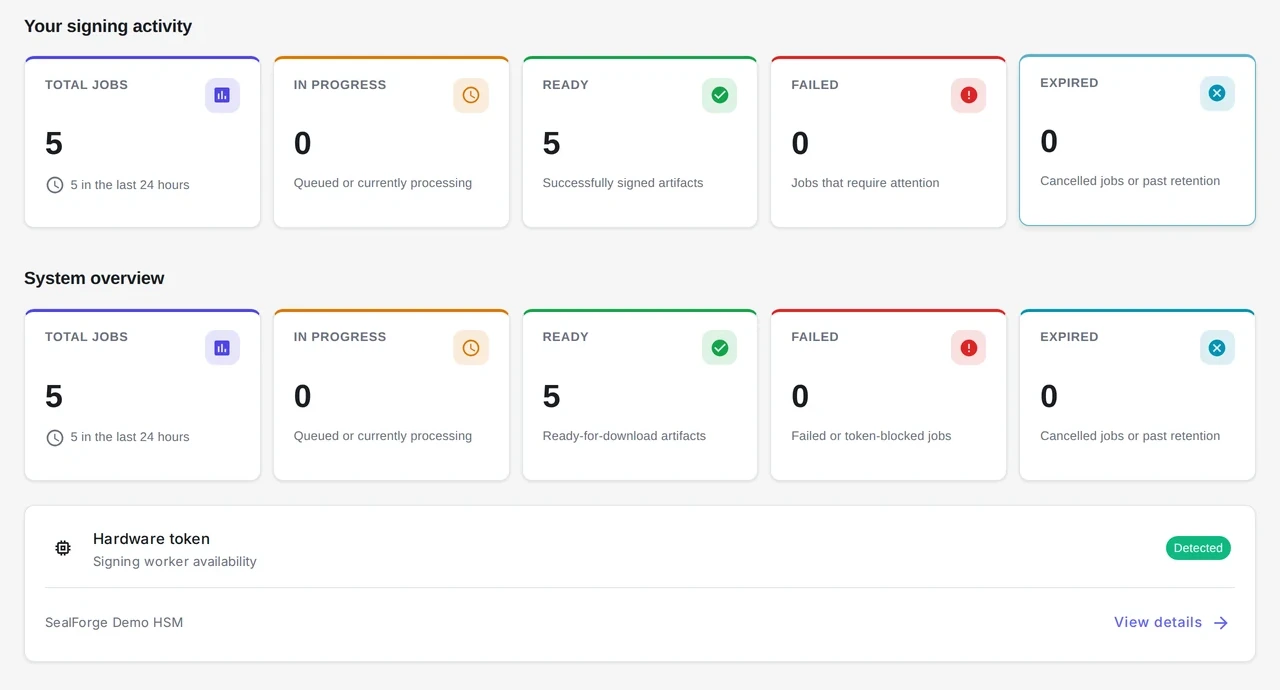 Your signing activity
TOTAL JOBS
5
5 in the last 24 hours
IN PROGRESS
0
Queued or currently processing
READY
5
Successfully signed artifacts
FAILED
0
Jobs that require attention
EXPIRED
0
Cancelled jobs or past retention
System overview
TOTAL JOBS
5
5 in the last 24 hours
IN PROGRESS
0
Queued or currently processing
READY
5
Ready-for-download artifacts
FAILED
0
Failed or token-blocked jobs
EXPIRED
0
Cancelled jobs or past retention
Hardware token
Signing worker availability
Detected
SealForge Demo HSM
View details